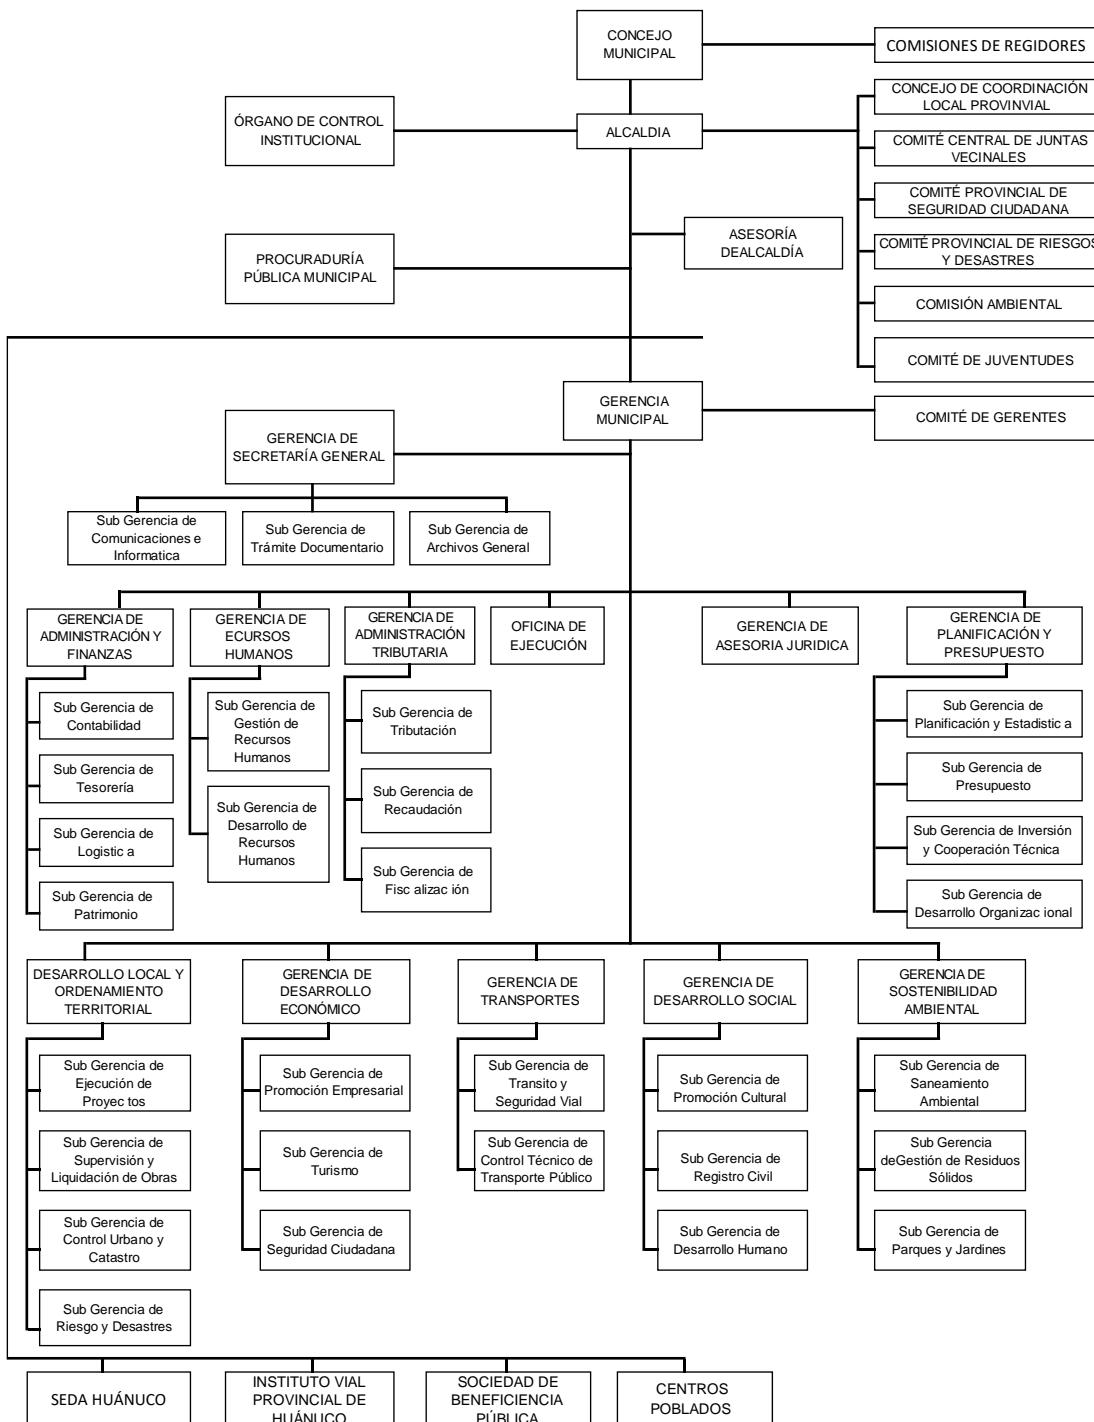 CONCEJO
MUNICIPAL
COMISIONES DE REGIDORES
CONCEJO DE COORDINACIÓN
LOCAL PROVINVIAL
ÓRGANO DE CONTROL
INSTITUCIONAL
ALCALDIA
COMITÉ CENTRAL DE JUNTAS
VECINALES
COMITÉ PROVINCIAL DE
SEGURIDAD CIUDADANA
ASESORÍA
DEALCALDÍA
PROCURADURÍA
PÚBLICA MUNICIPAL
COMITÉ PROVINCIAL DE RIESGOS
Y DESASTRES
COMISIÓN AMBIENTAL
COMITÉ DE JUVENTUDES
GERENCIA
MUNICIPAL
COMITÉ DE GERENTES
GERENCIA DE
SECRETARÍA GENERAL
Sub Gerencia de
Comunicaciones e
Informatica
Sub Gerencia de
Trámite Documentario
Sub Gerencia de
Archivos General
GERENCIA DE
ADMINISTRACIÓN Y
FINANZAS
GERENCIA DE
ECURSOS
HUMANOS
GERENCIA DE
ADMINISTRACIÓN
TRIBUTARIA
OFICINA DE
EJECUCIÓN
GERENCIA DE
ASESORIA JURIDICA
GERENCIA DE
PLANIFICACIÓN Y
PRESUPUESTO
Sub Gerencia de
Contabilidad
Sub Gerencia de
Tesorería
Sub Gerencia de
Logistic a
Sub Gerencia de
Patrimonio
Sub Gerencia de
Gestión de
Recursos
Humanos
Sub Gerencia de
Desarrollo de
Recursos
Humanos
Sub Gerencia de
Tributación
Sub Gerencia de
Recaudación
Sub Gerencia de
Fisc alizac ión
Sub Gerencia de
Planificación y Estadistic a
Sub Gerencia de
Presupuesto
Sub Gerencia de Inversión
y Cooperación Técnica
Sub Gerencia de
Desarrollo Organizac ional
DESARROLLO LOCAL Y
ORDENAMIENTO
TERRITORIAL
GERENCIA DE
DESARROLLO
ECONÓMICO
GERENCIA DE
TRANSPORTES
GERENCIA DE
DESARROLLO SOCIAL
GERENCIA DE
SOSTENIBILIDAD
AMBIENTAL
Sub Gerencia de
Ejecución de
Proyec tos
Sub Gerencia de
Supervisión y
Liquidación de Obras
Sub Gerencia de
Control Urbano y
Catastro
Sub Gerencia de
Riesgo y Desastres
Sub Gerencia de
Promoción Empresarial
Sub Gerencia de
Turismo
Sub Gerencia de
Seguridad Ciudadana
Sub Gerencia de
Transito y
Seguridad Vial
Sub Gerencia de
Control Técnico de
Transporte Público
Sub Gerencia de
Promoción Cultural
Sub Gerencia de
Registro Civil
Sub Gerencia de
Desarrollo Humano
Sub Gerencia de
Saneamiento
Ambiental
Sub Gerencia
deGestión de Residuos
Sólidos
Sub Gerencia de
Parques y Jardines
SEDA HUÁNUCO
INSTITUTO VIAL
PROVINCIAL DE
HUÁNUCO
SOCIEDAD DE
BENEFICIENCIA
PÚBLICA
CENTROS
POBLADOS